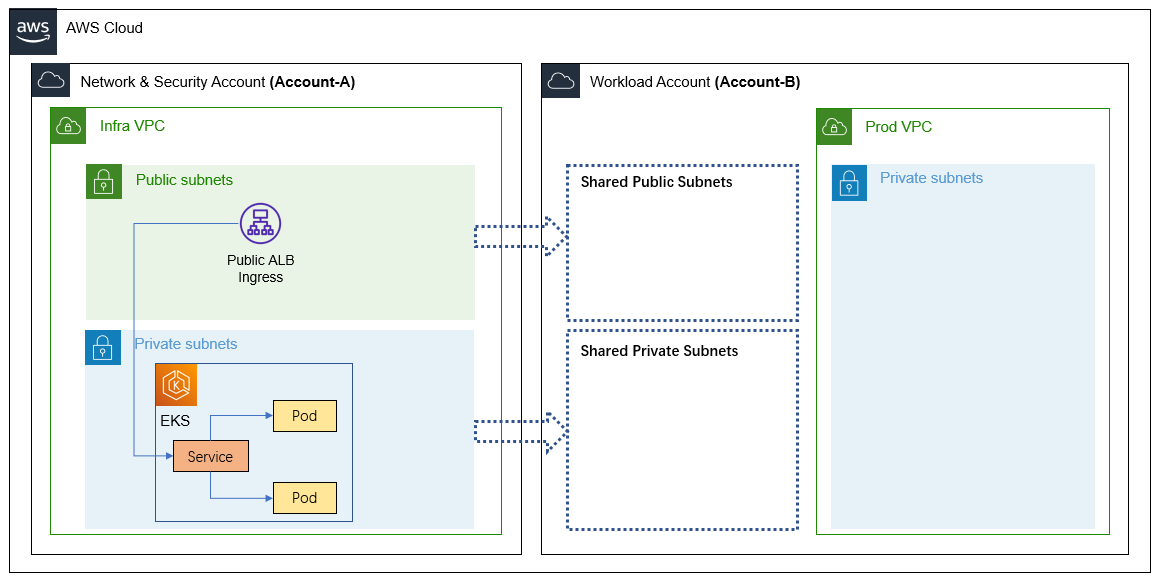 aws
AWS Cloud
Network & Security Account (Account-A)
Infra VPC
Public subnets
Public ALB
Ingress
Private subnets
K
EKS
Pod
Service
Pod
Workload Account (Account-B)
Shared Public Subnets
Shared Private Subnets
Prod VPC
Private subnets